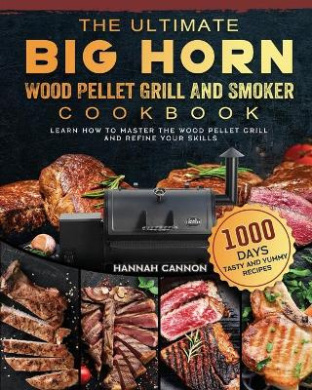 THE ULTIMATE
BIG HORN
WOOD PELLET GRILL AND SMOKER
COOKBOOK
LEARN HOW TO MASTER THE WOOD PELLET GRILL
AND REFINE YOUR SKILLS
1000
DAYS
TASTY AND YUMMY
RECIPES
HANNAH CANNON